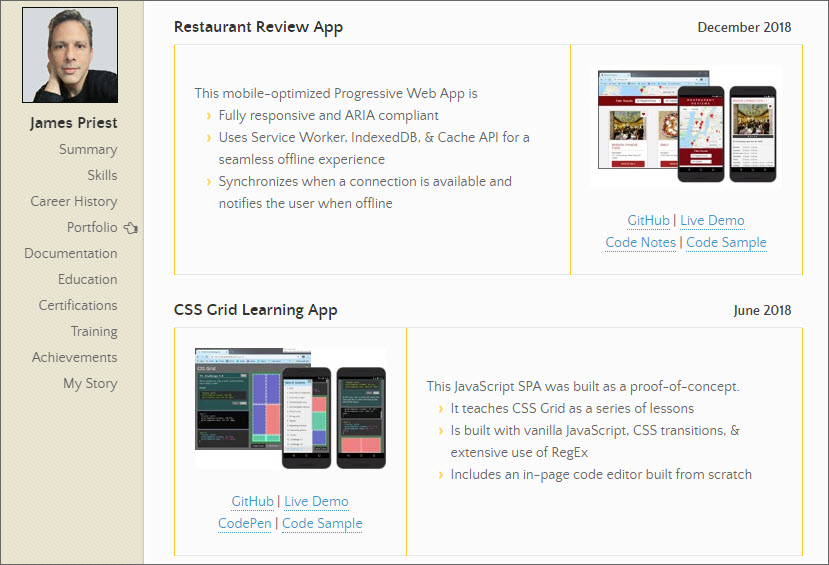 James Priest
Summary
Skills
Career History
Portfolio
Documentation
Education
Certifications
Training
Achievements
My Story
Restaurant Review App
December 2018
This mobile-optimized Progressive Web App is
› Fully responsive and ARIA compliant
› Uses Service Worker, IndexedDB, & Cache API for a
seamless offline experience
› Synchronizes when a connection is available and
notifies the user when offline
RESTAURANT
REVIEWS
GitHub | Live Demo
Code Notes | Code Sample
CSS Grid Learning App
June 2018
CSS Grid
GitHub | Live Demo
CodePen | Code Sample
This JavaScript SPA was built as a proof-of-concept.
› It teaches CSS Grid as a series of lessons
› Is built with vanilla JavaScript, CSS transitions, &
extensive use of RegEx
› Includes an in-page code editor built from scratch